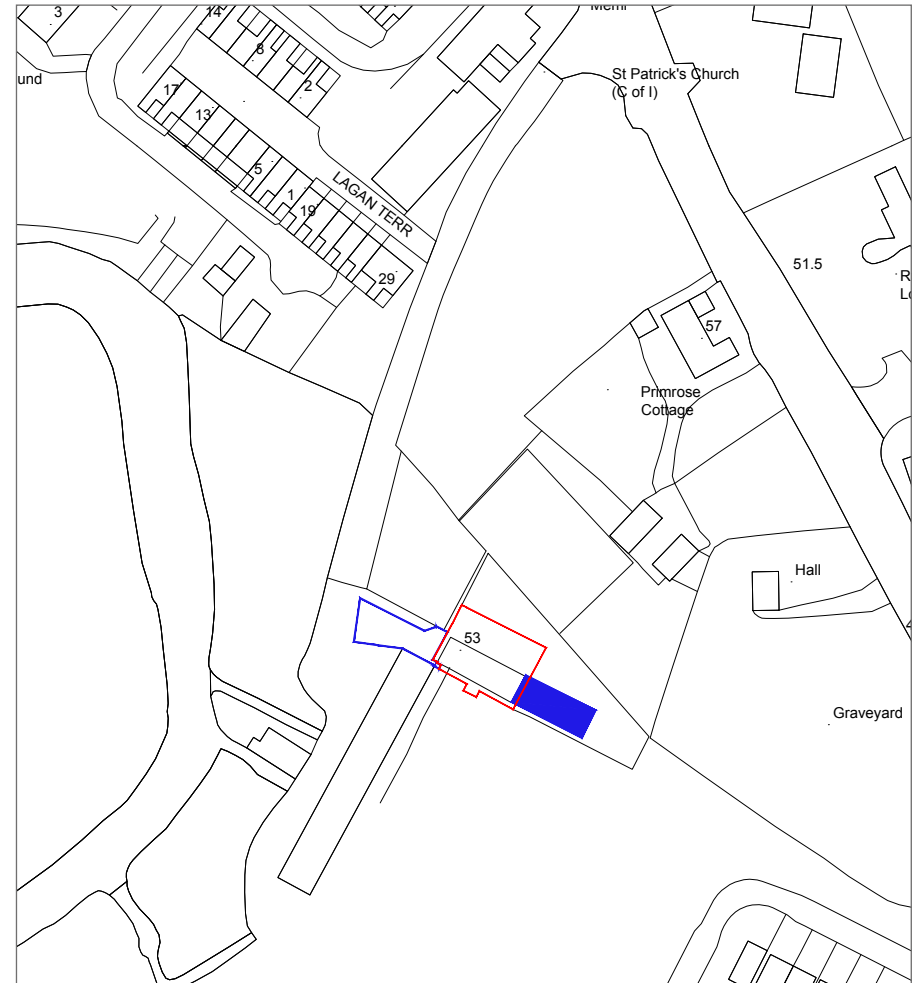 3
14
Meml
8
und
2
St Patrick's Church
(C of I)
17
13
5
1
LAGAN TERR
19
51.5
29
57
Primrose
Cottage
Hall
53
Graveyard